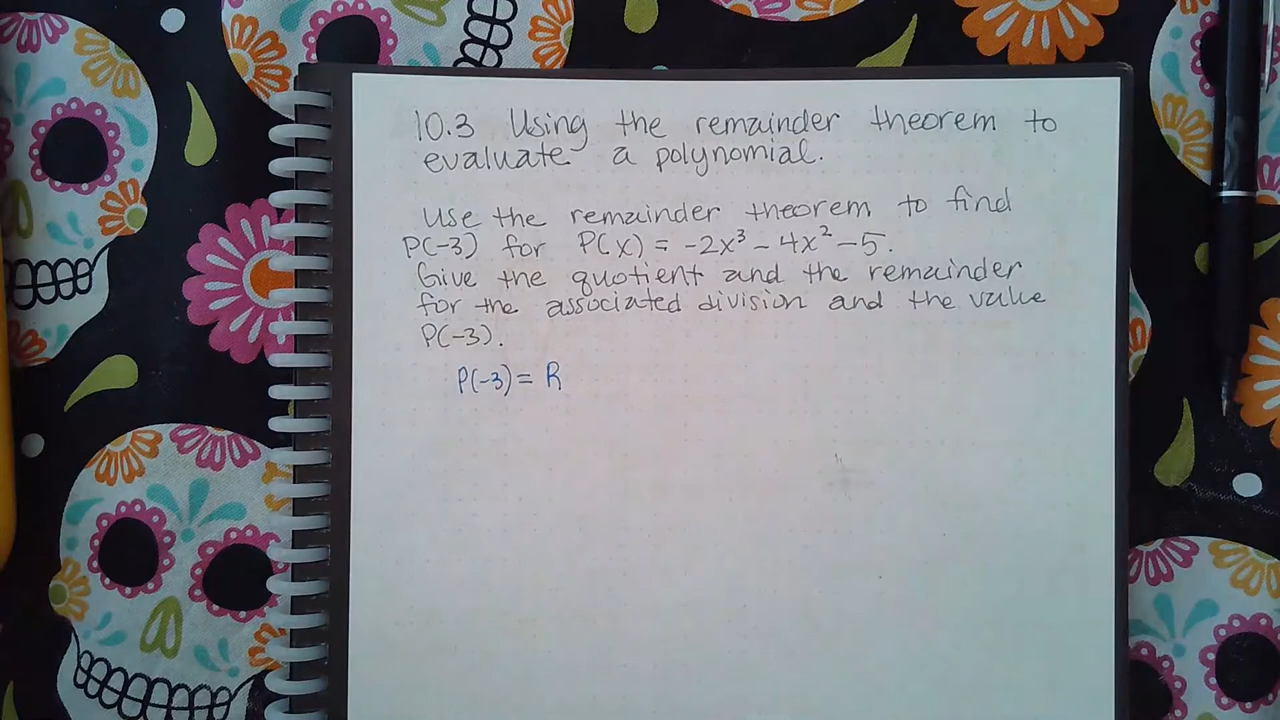 10.3 Using the remainder theorem to
evaluate a polynomial.
Use the remainder theorem to find
P(-3) for P(x) = -2x³ - 4x² - 5.
Give the quotient and the remainder
for the associated division and the value
P(-3).
P(-3) = R